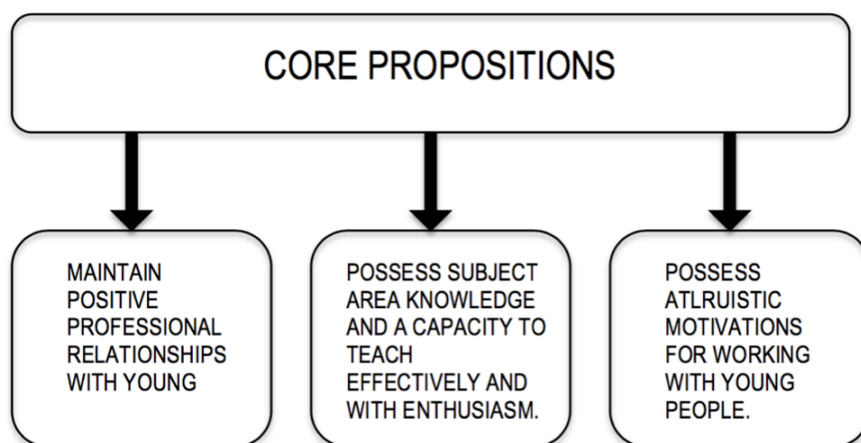 CORE PROPOSITIONS
MAINTAIN
POSITIVE
PROFESSIONAL
RELATIONSHIPS
WITH YOUNG
POSSESS SUBJECT
AREA KNOWLEDGE
AND A CAPACITY TO
TEACH
EFFECTIVELY AND
WITH ENTHUSIASM.
POSSESS
ATLRUISTIC
MOTIVATIONS
FOR WORKING
WITH YOUNG
PEOPLE.